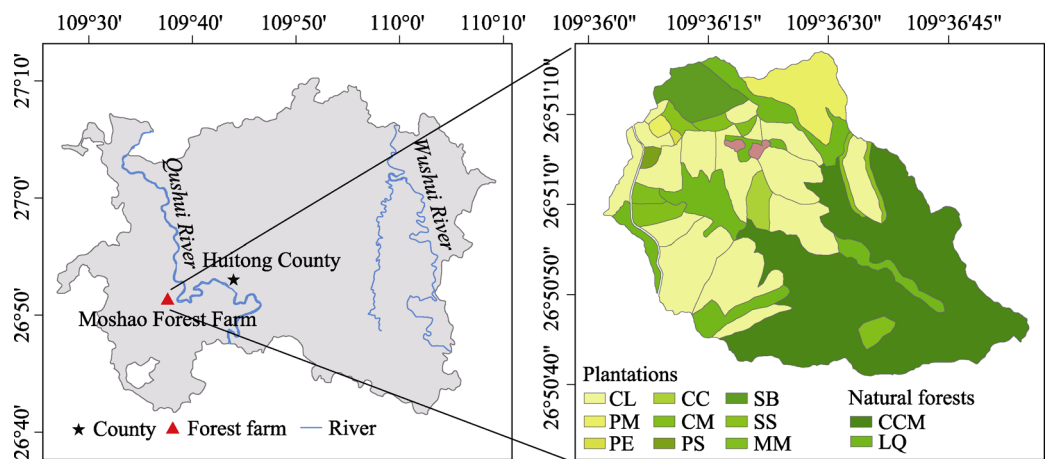 109°30' 109°40' 109°50' 110°0' 110°10'
27°10'
27°0'
26°50'
26°40'
Qushui River
Wushui River
Huitong County
Moshao Forest Farm
County Forest farm River
109°36'0" 109°36'15" 109°36'30" 109°36'45"
26°51'10"
26°51'0"
26°50'50"
26°50'40"
Plantations
CL CC SB
PM CM SS
PE PS MM
Natural forests
CCM
LQ